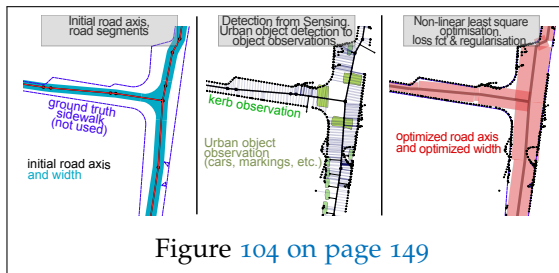 Initial road axis,
road segments
ground truth
sidewalk
(not used)
initial road axis
and width
Detection from Sensing.
Urban object detection to
object observations
kerb observation
Urban object
observation
(cars, markings, etc.)
Non-linear least square
optimisation.
loss fct & regularisation.
optimized road axis
and optimized width
Figure 104 on page 149